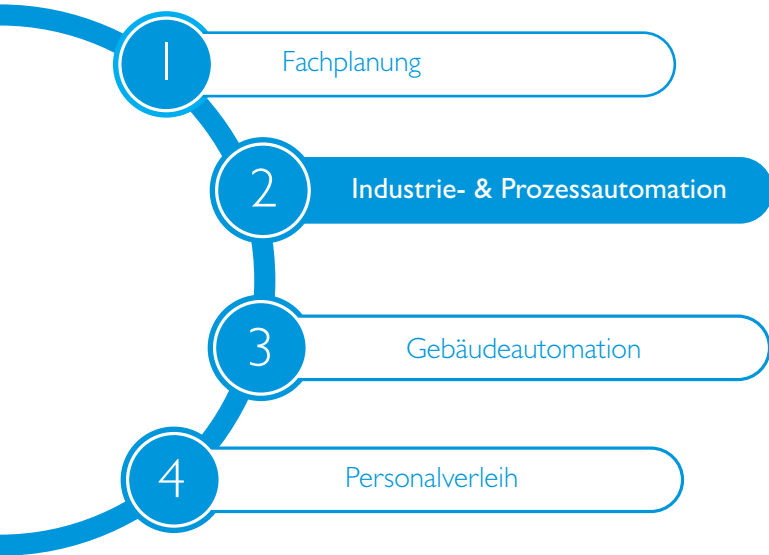 1 Fachplanung
2 Industrie- & Prozessautomation
3 Gebäudeautomation
4 Personalverleih